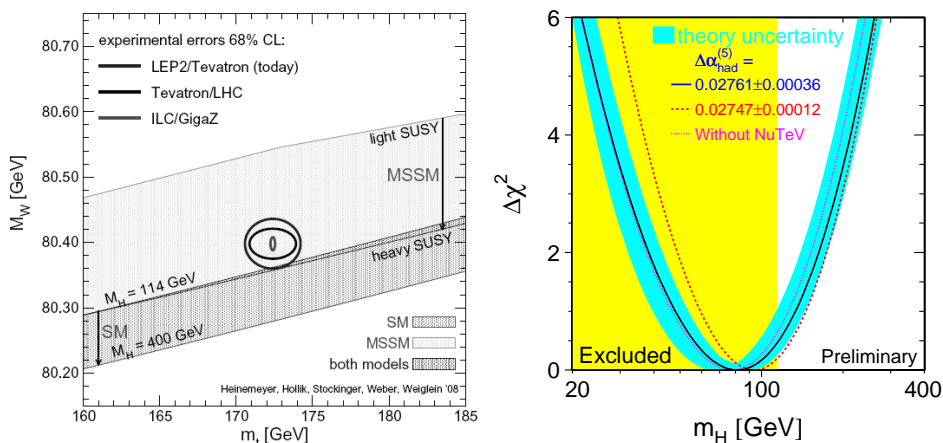 80.70
80.60
80.50
80.40
80.30
80.20
M_W [GeV]
experimental errors 68% CL:
LEP2/Tevatron (today)
Tevatron/LHC
ILC/GigaZ
light SUSY
MSSM
heavy SUSY
M_H = 114 GeV
SM
M_H = 400 GeV
SM
MSSM
both models
Heinemeyer, Hollik, Stockinger, Weber, Weiglein '08
160 165 170 175 180 185
m_t [GeV]
6
5
4
3
2
1
0
Δχ²
theory uncertainty
Δα_had^(5) =
0.02761±0.00036
0.02747±0.00012
Without NuTeV
Excluded
Preliminary
20 100 400
m_H [GeV]